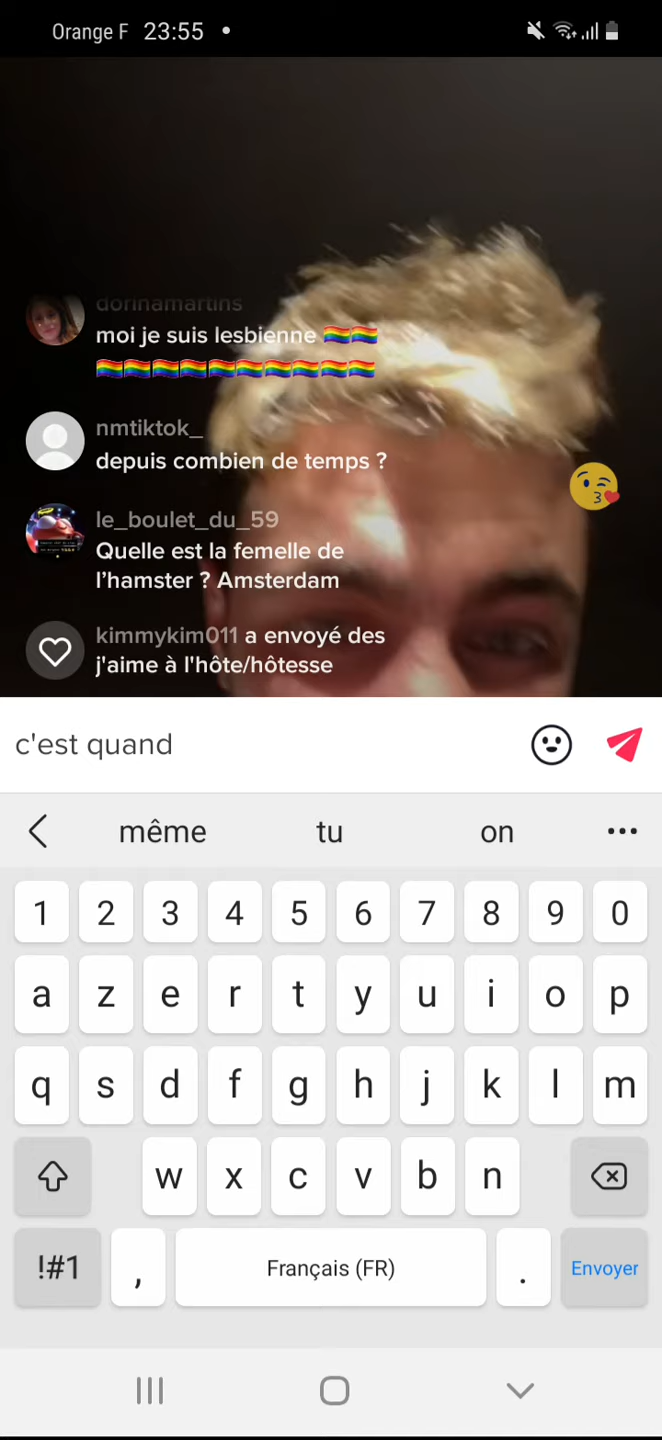 Orange F 23:55
dorinamartins
moi je suis lesbienne 🏳️‍🌈🏳️‍🌈
🏳️‍🌈🏳️‍🌈🏳️‍🌈🏳️‍🌈🏳️‍🌈🏳️‍🌈🏳️‍🌈🏳️‍🌈🏳️‍🌈🏳️‍🌈
nmtiktok_
depuis combien de temps ?
le_boulet_du_59
Quelle est la femelle de
l’hamster ? Amsterdam
kimmykim011 a envoyé des
j'aime à l'hôte/hôtesse
c'est quand
même tu on
1 2 3 4 5 6 7 8 9 0
a z e r t y u i o p
q s d f g h j k l m
w x c v b n
!#1 , Français (FR) . Envoyer